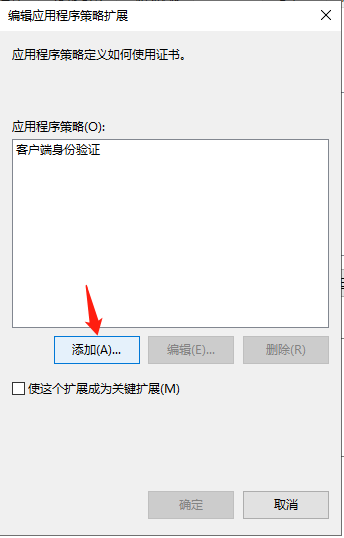 编辑应用程序策略扩展
应用程序策略定义如何使用证书。
应用程序策略(O):
客户端身份验证
添加(A)...
编辑(E)...
删除(R)
使这个扩展成为关键扩展(M)
确定
取消